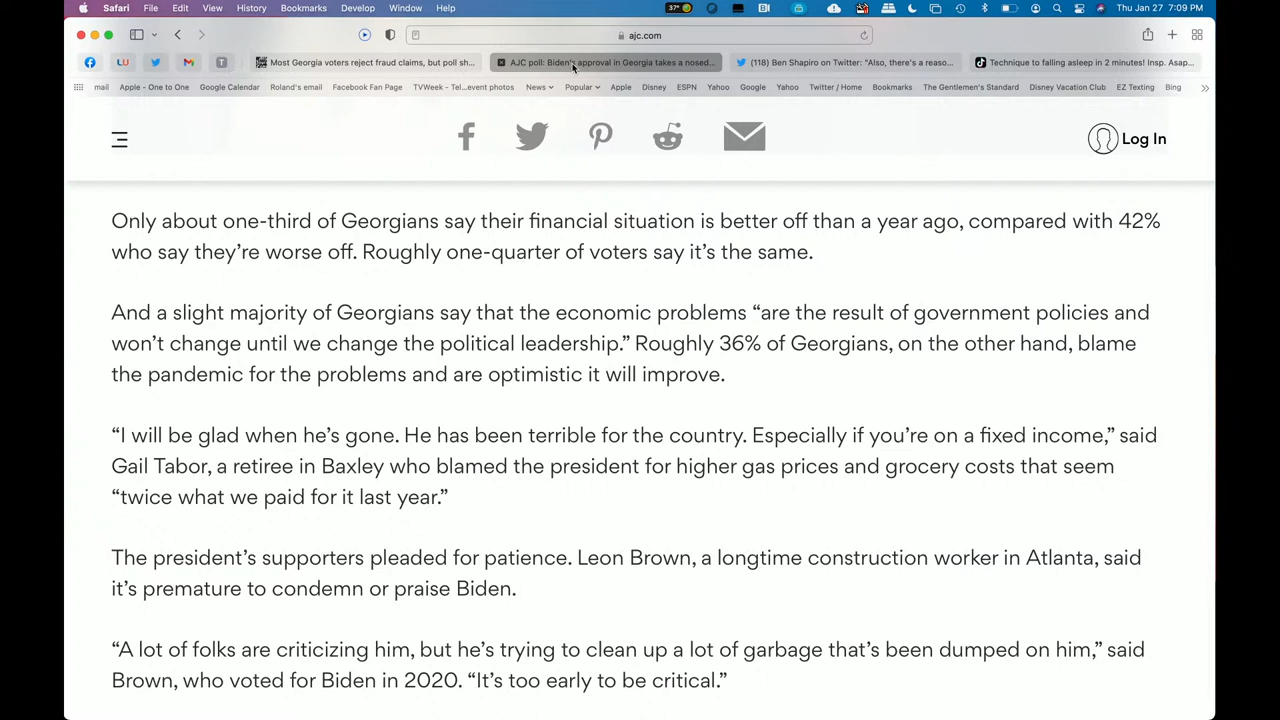 Safari File Edit View History Bookmarks Develop Window Help 37° Thu Jan 27 7:09 PM
ajc.com
LU T Most Georgia voters reject fraud claims, but poll sh... AJC poll: Biden's approval in Georgia takes a nosed... (118) Ben Shapiro on Twitter: "Also, there's a reaso... Technique to falling asleep in 2 minutes! Insp. Asap...
mail Apple - One to One Google Calendar Roland's email Facebook Fan Page TVWeek - Tel...event photos News Popular Apple Disney ESPN Yahoo Google Yahoo Twitter / Home Bookmarks The Gentlemen's Standard Disney Vacation Club EZ Texting Bing
Log In
Only about one-third of Georgians say their financial situation is better off than a year ago, compared with 42%
who say they're worse off. Roughly one-quarter of voters say it's the same.
And a slight majority of Georgians say that the economic problems “are the result of government policies and
won't change until we change the political leadership.” Roughly 36% of Georgians, on the other hand, blame
the pandemic for the problems and are optimistic it will improve.
“I will be glad when he's gone. He has been terrible for the country. Especially if you're on a fixed income,” said
Gail Tabor, a retiree in Baxley who blamed the president for higher gas prices and grocery costs that seem
“twice what we paid for it last year.”
The president's supporters pleaded for patience. Leon Brown, a longtime construction worker in Atlanta, said
it's premature to condemn or praise Biden.
“A lot of folks are criticizing him, but he's trying to clean up a lot of garbage that's been dumped on him,” said
Brown, who voted for Biden in 2020. “It's too early to be critical.”